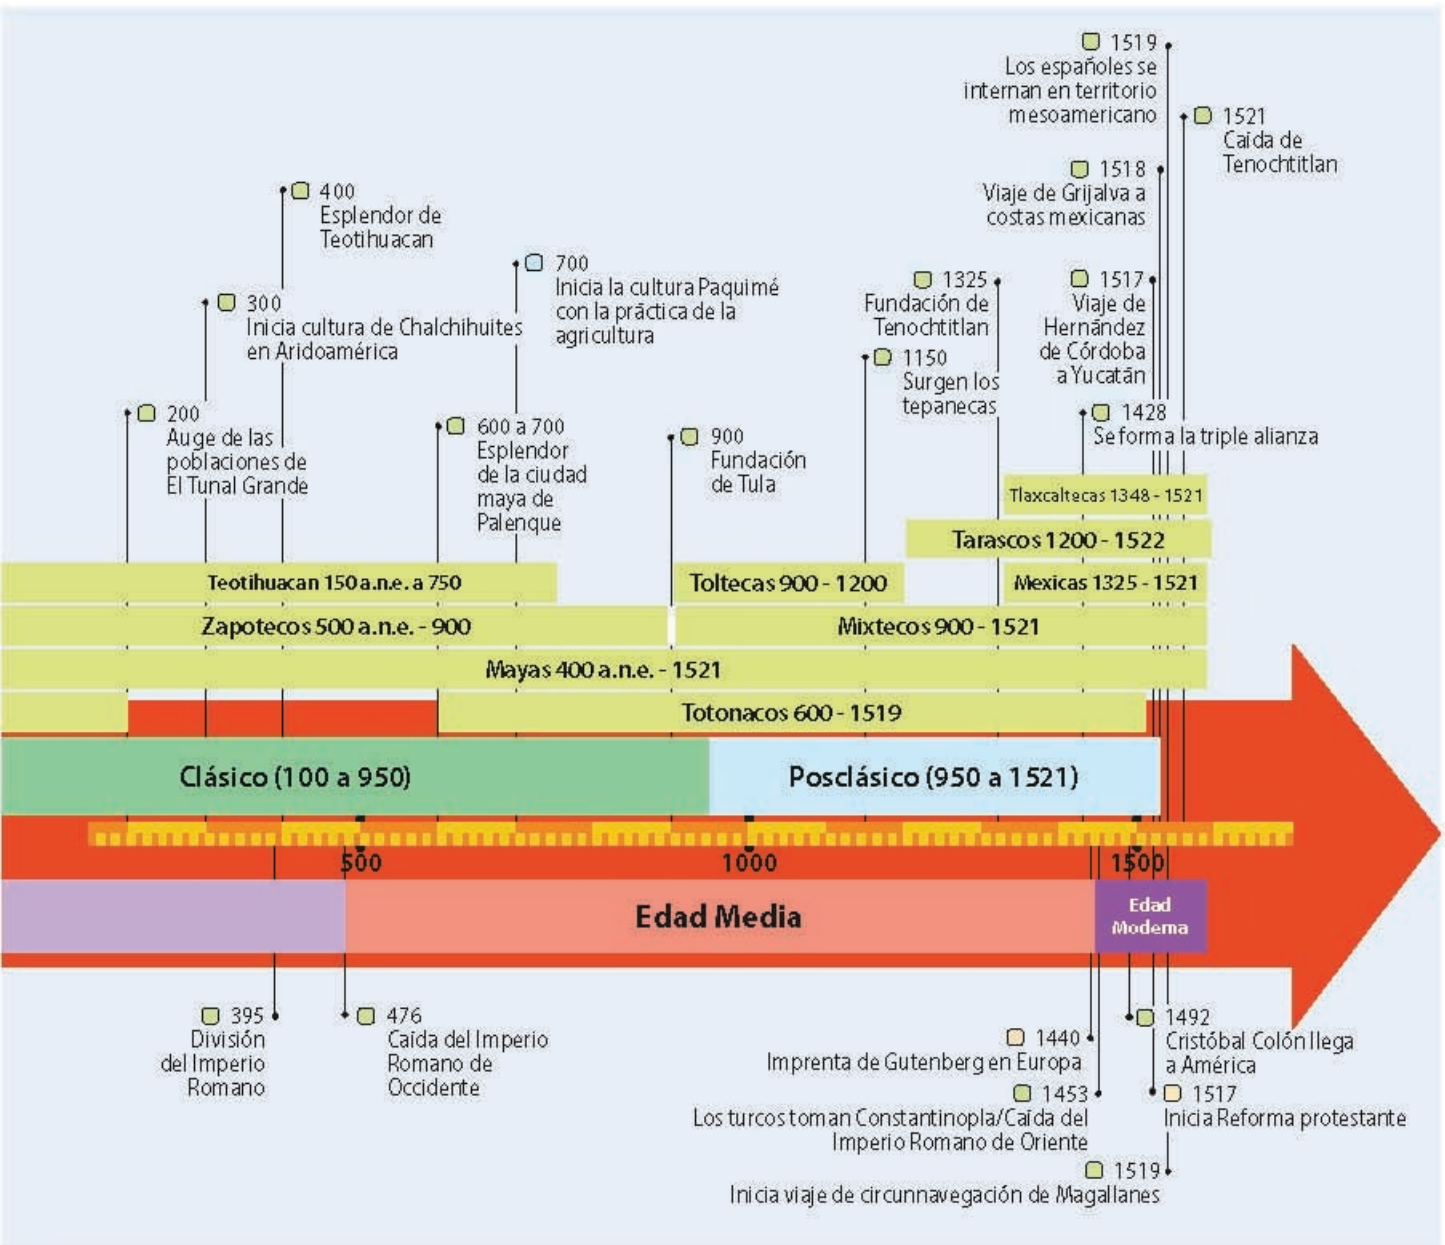 1519
Los españoles se
internan en territorio
mesoamericano
1521
Caída de
Tenochtitlan
1518
Viaje de Grijalva a
costas mexicanas
400
Esplendor de
Teotihuacan
700
Inicia la cultura Paquimé
con la práctica de la
agricultura
1325
Fundación de
Tenochtitlan
1517
Viaje de
Hernández
de Córdoba
a Yucatán
300
Inicia cultura de Chalchihuites
en Aridoamérica
1150
Surgen los
tepanecas
200
Auge de las
poblaciones de
El Tunal Grande
600 a 700
Esplendor
de la ciudad
maya de
Palenque
900
Fundación
de Tula
1428
Se forma la triple alianza
Tlaxcaltecas 1348 - 1521
Tarascos 1200 - 1522
Teotihuacan 150 a.n.e. a 750
Toltecas 900 - 1200
Mexicas 1325 - 1521
Zapotecos 500 a.n.e. - 900
Mixtecos 900 - 1521
Mayas 400 a.n.e. - 1521
Totonacos 600 - 1519
Clásico (100 a 950)
Posclásico (950 a 1521)
500
1000
1500
Edad Media
Edad
Moderna
395
División
del Imperio
Romano
476
Caída del Imperio
Romano de
Occidente
1440
Imprenta de Gutenberg en Europa
1492
Cristóbal Colón llega
a América
1453
Los turcos toman Constantinopla/Caída del
Imperio Romano de Oriente
1517
Inicia Reforma protestante
1519
Inicia viaje de circunnavegación de Magallanes